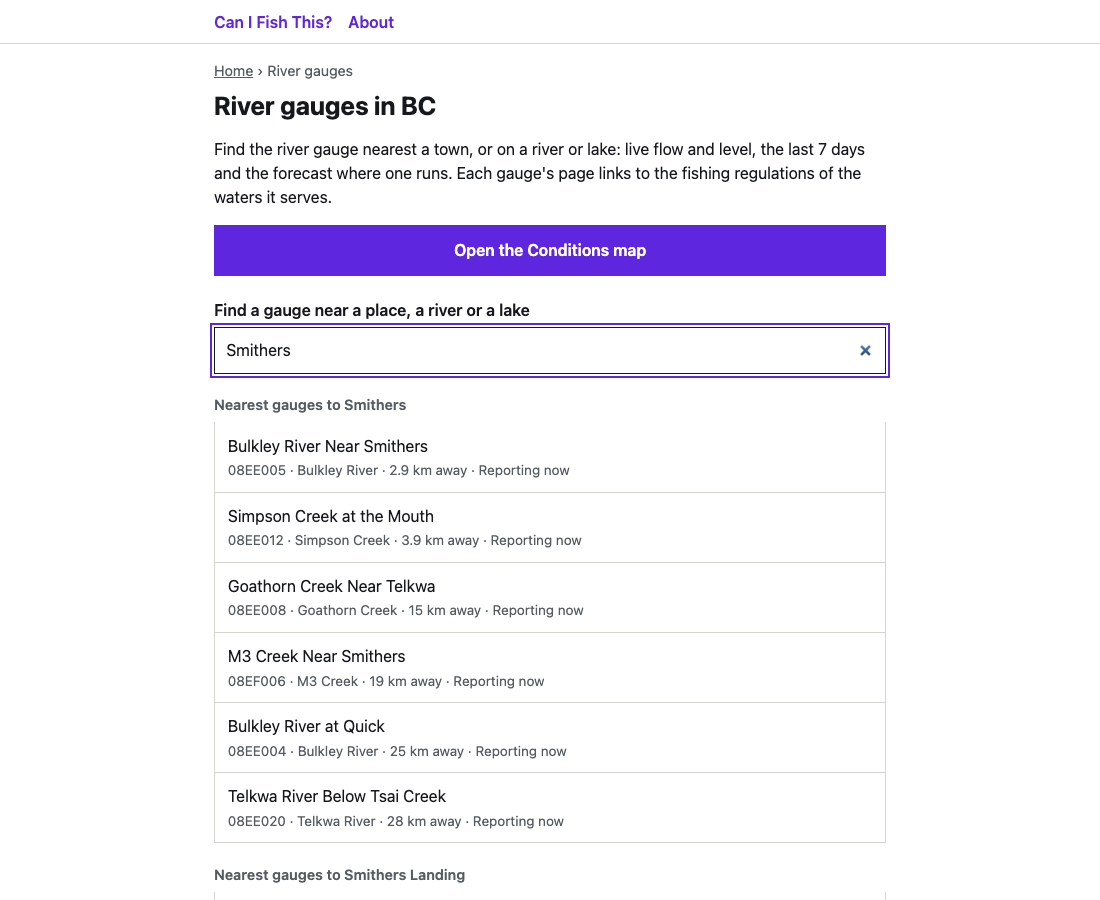 Can I Fish This? About
Home › River gauges
River gauges in BC
Find the river gauge nearest a town, or on a river or lake: live flow and level, the last 7 days
and the forecast where one runs. Each gauge's page links to the fishing regulations of the
waters it serves.
Open the Conditions map
Find a gauge near a place, a river or a lake
Smithers
Nearest gauges to Smithers
Bulkley River Near Smithers
08EE005 · Bulkley River · 2.9 km away · Reporting now
Simpson Creek at the Mouth
08EE012 · Simpson Creek · 3.9 km away · Reporting now
Goathorn Creek Near Telkwa
08EE008 · Goathorn Creek · 15 km away · Reporting now
M3 Creek Near Smithers
08EF006 · M3 Creek · 19 km away · Reporting now
Bulkley River at Quick
08EE004 · Bulkley River · 25 km away · Reporting now
Telkwa River Below Tsai Creek
08EE020 · Telkwa River · 28 km away · Reporting now
Nearest gauges to Smithers Landing